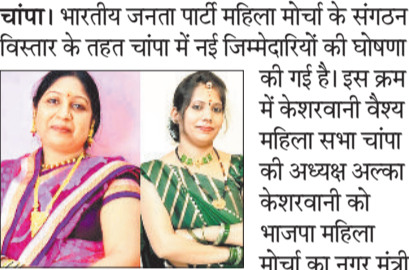 चांपा। भारतीय जनता पार्टी महिला मोर्चा के संगठन
विस्तार के तहत चांपा में नई जिम्मेदारियों की घोषणा
की गई है। इस क्रम
में केशरवानी वैश्य
महिला सभा चांपा
की अध्यक्ष अल्का
केशरवानी को
भाजपा महिला
मोर्चा का नगर मंत्री